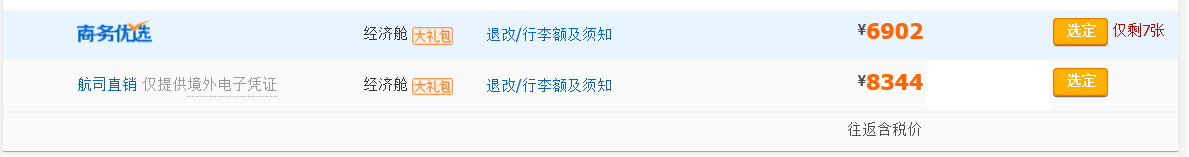 商务优选 经济舱 大礼包 退改/行李额及须知 ¥6902 选定 仅剩7张
航司直销 仅提供境外电子凭证 经济舱 大礼包 退改/行李额及须知 ¥8344 选定
往返含税价